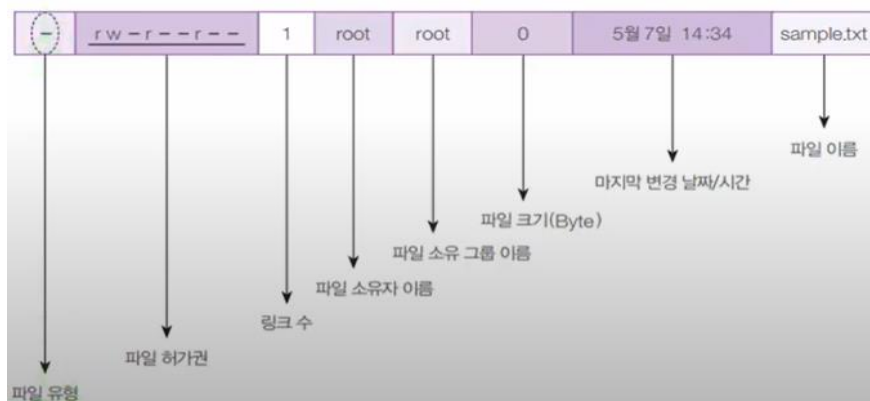 - rw-r--r-- 1 root root 0 5월 7일 14:34 sample.txt
파일 이름
마지막 변경 날짜/시간
파일 크기(Byte)
파일 소유 그룹 이름
파일 소유자 이름
링크 수
파일 허가권
파일 유형